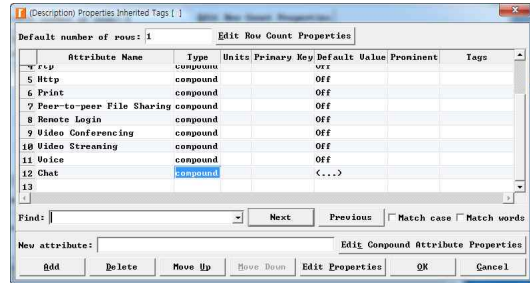 (Description) Properties Inherited Tags [ ]
Default number of rows: 1 Edit Row Count Properties
Attribute Name Type Units Primary Key Default Value Prominent Tags
4 Ftp compound Off
5 Http compound Off
6 Print compound Off
7 Peer-to-peer File Sharing compound Off
8 Remote Login compound Off
9 Video Conferencing compound Off
10 Video Streaming compound Off
11 Voice compound Off
12 Chat compound (...)
13
Find: Next Previous Match case Match words
New attribute: Edit Compound Attribute Properties
Add Delete Move Up Move Down Edit Properties OK Cancel